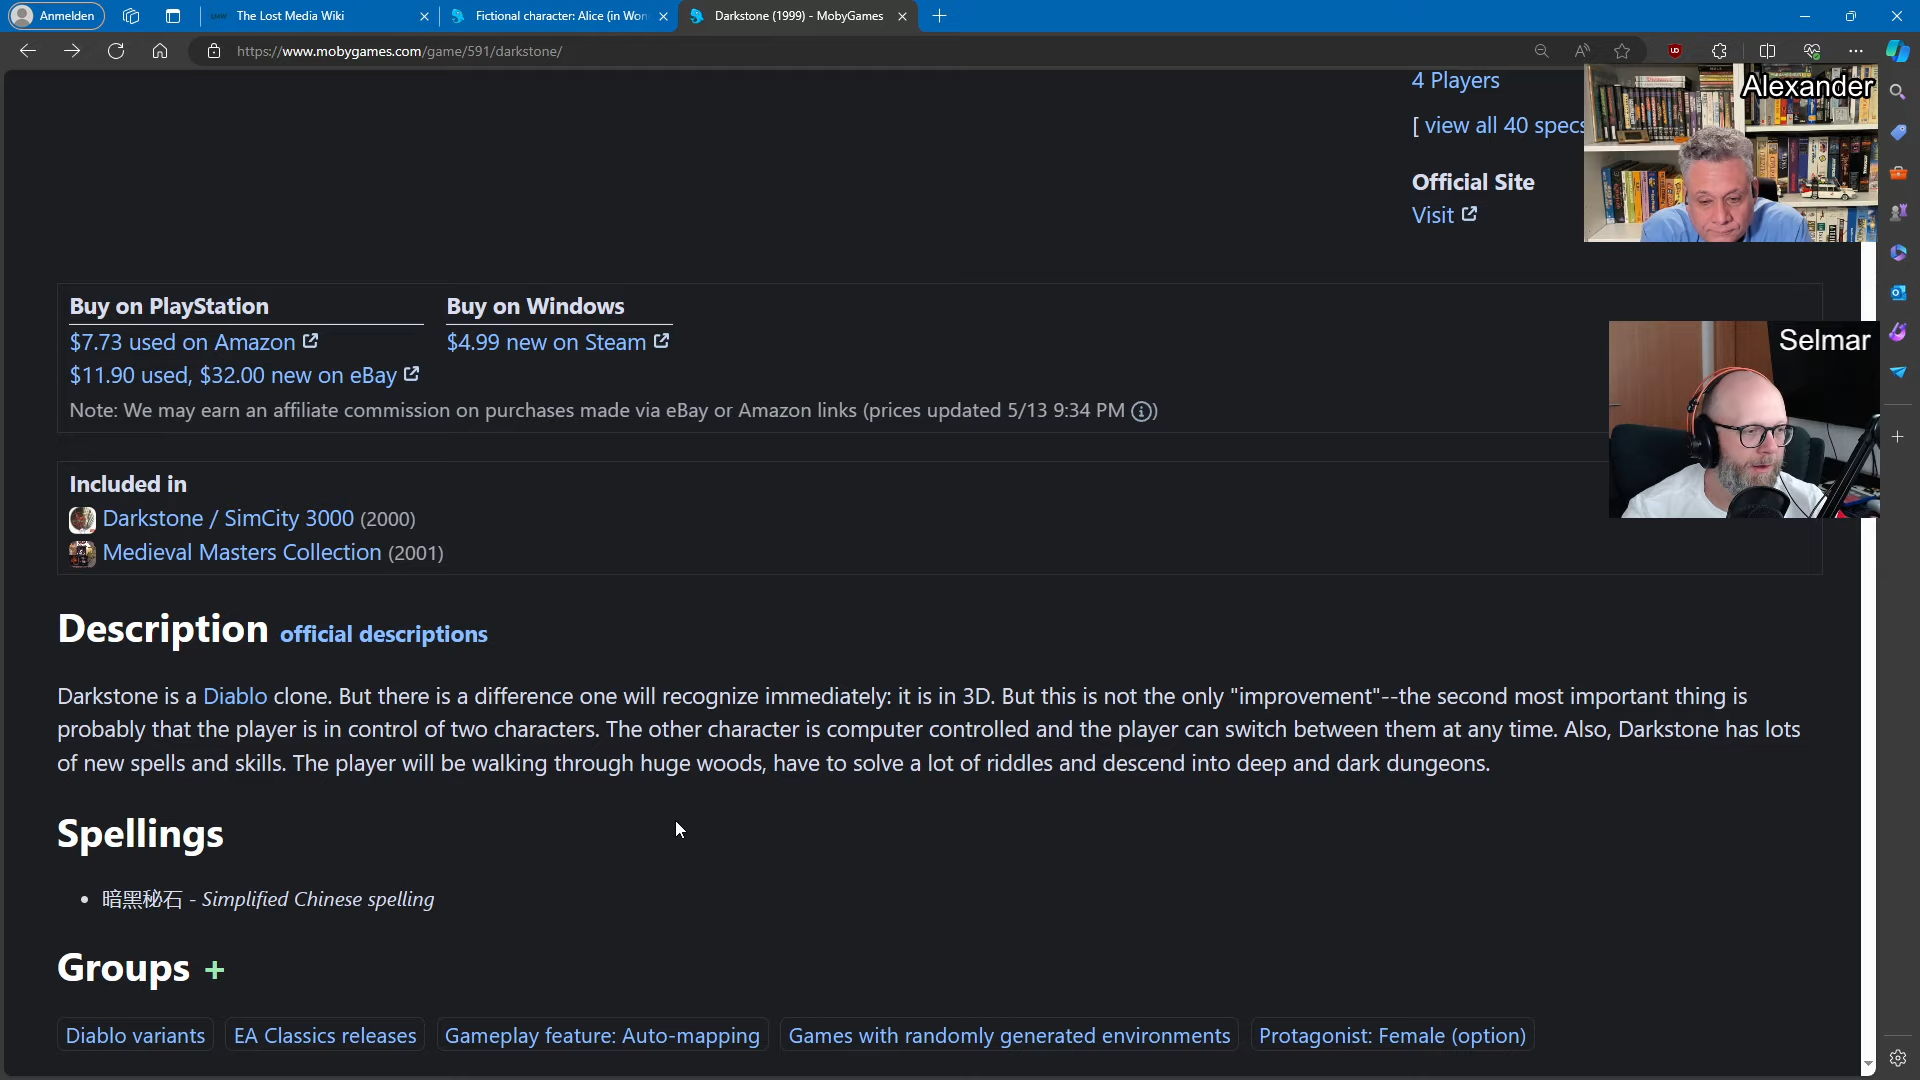 Anmelden
The Lost Media Wiki
Fictional character: Alice (in Won
Darkstone (1999) - MobyGames
https://www.mobygames.com/game/591/darkstone/
4 Players
[ view all 40 specs
Official Site
Visit
Alexander
Selmar
Buy on PlayStation
$7.73 used on Amazon
$11.90 used, $32.00 new on eBay
Buy on Windows
$4.99 new on Steam
Note: We may earn an affiliate commission on purchases made via eBay or Amazon links (prices updated 5/13 9:34 PM)
Included in
Darkstone / SimCity 3000 (2000)
Medieval Masters Collection (2001)
Description official descriptions
Darkstone is a Diablo clone. But there is a difference one will recognize immediately: it is in 3D. But this is not the only "improvement"--the second most important thing is
probably that the player is in control of two characters. The other character is computer controlled and the player can switch between them at any time. Also, Darkstone has lots
of new spells and skills. The player will be walking through huge woods, have to solve a lot of riddles and descend into deep and dark dungeons.
Spellings
• 暗黑秘石 - Simplified Chinese spelling
Groups +
Diablo variants
EA Classics releases
Gameplay feature: Auto-mapping
Games with randomly generated environments
Protagonist: Female (option)